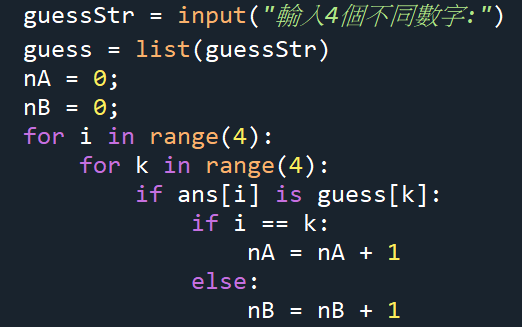 guessStr = input("輸入4個不同數字:")
guess = list(guessStr)
nA = 0;
nB = 0;
for i in range(4):
    for k in range(4):
        if ans[i] is guess[k]:
            if i == k:
                nA = nA + 1
            else:
                nB = nB + 1